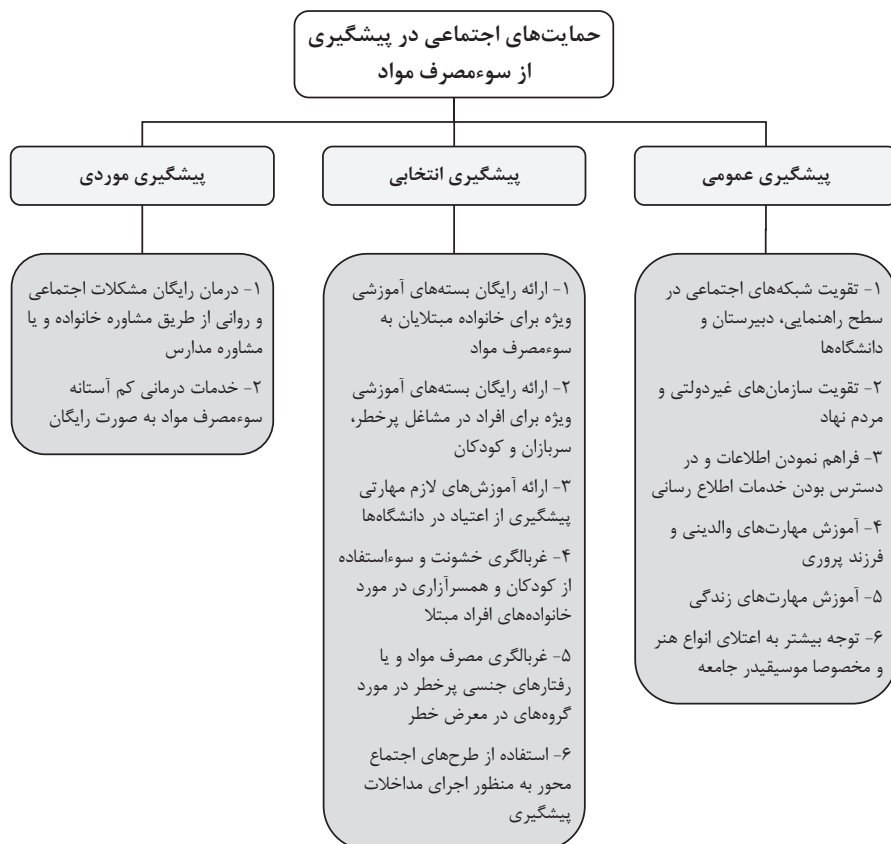 حمایت‌های اجتماعی در پیشگیری
از سوءمصرف مواد
پیشگیری عمومی
پیشگیری انتخابی
پیشگیری موردی
۱- تقویت شبکه‌های اجتماعی در
سطح راهنمایی، دبیرستان و
دانشگاه‌ها
۲- تقویت سازمان‌های غیردولتی و
مردم نهاد
۳- فراهم نمودن اطلاعات و در
دسترس بودن خدمات اطلاع رسانی
۴- آموزش مهارت‌های والدینی و
فرزند پروری
۵- آموزش مهارت‌های زندگی
۶- توجه بیشتر به اعتلای انواع هنر
و مخصوصا موسیقیدر جامعه
۱- ارائه رایگان بسته‌های آموزشی
ویژه برای خانواده مبتلایان به
سوءمصرف مواد
۲- ارائه رایگان بسته‌های آموزشی
ویژه برای افراد در مشاغل پرخطر،
سربازان و کودکان
۳- ارائه آموزش‌های لازم مهارتی
پیشگیری از اعتیاد در دانشگاه‌ها
۴- غربالگری خشونت و سوءاستفاده
از کودکان و همسرآزاری در مورد
خانواده‌های افراد مبتلا
۵- غربالگری مصرف مواد و یا
رفتارهای جنسی پرخطر در مورد
گروه‌های در معرض خطر
۶- استفاده از طرح‌های اجتماع
محور به منظور اجرای مداخلات
پیشگیری
۱- درمان رایگان مشکلات اجتماعی
و روانی از طریق مشاوره خانواده و یا
مشاوره مدارس
۲- خدمات درمانی کم آستانه
سوءمصرف مواد به صورت رایگان